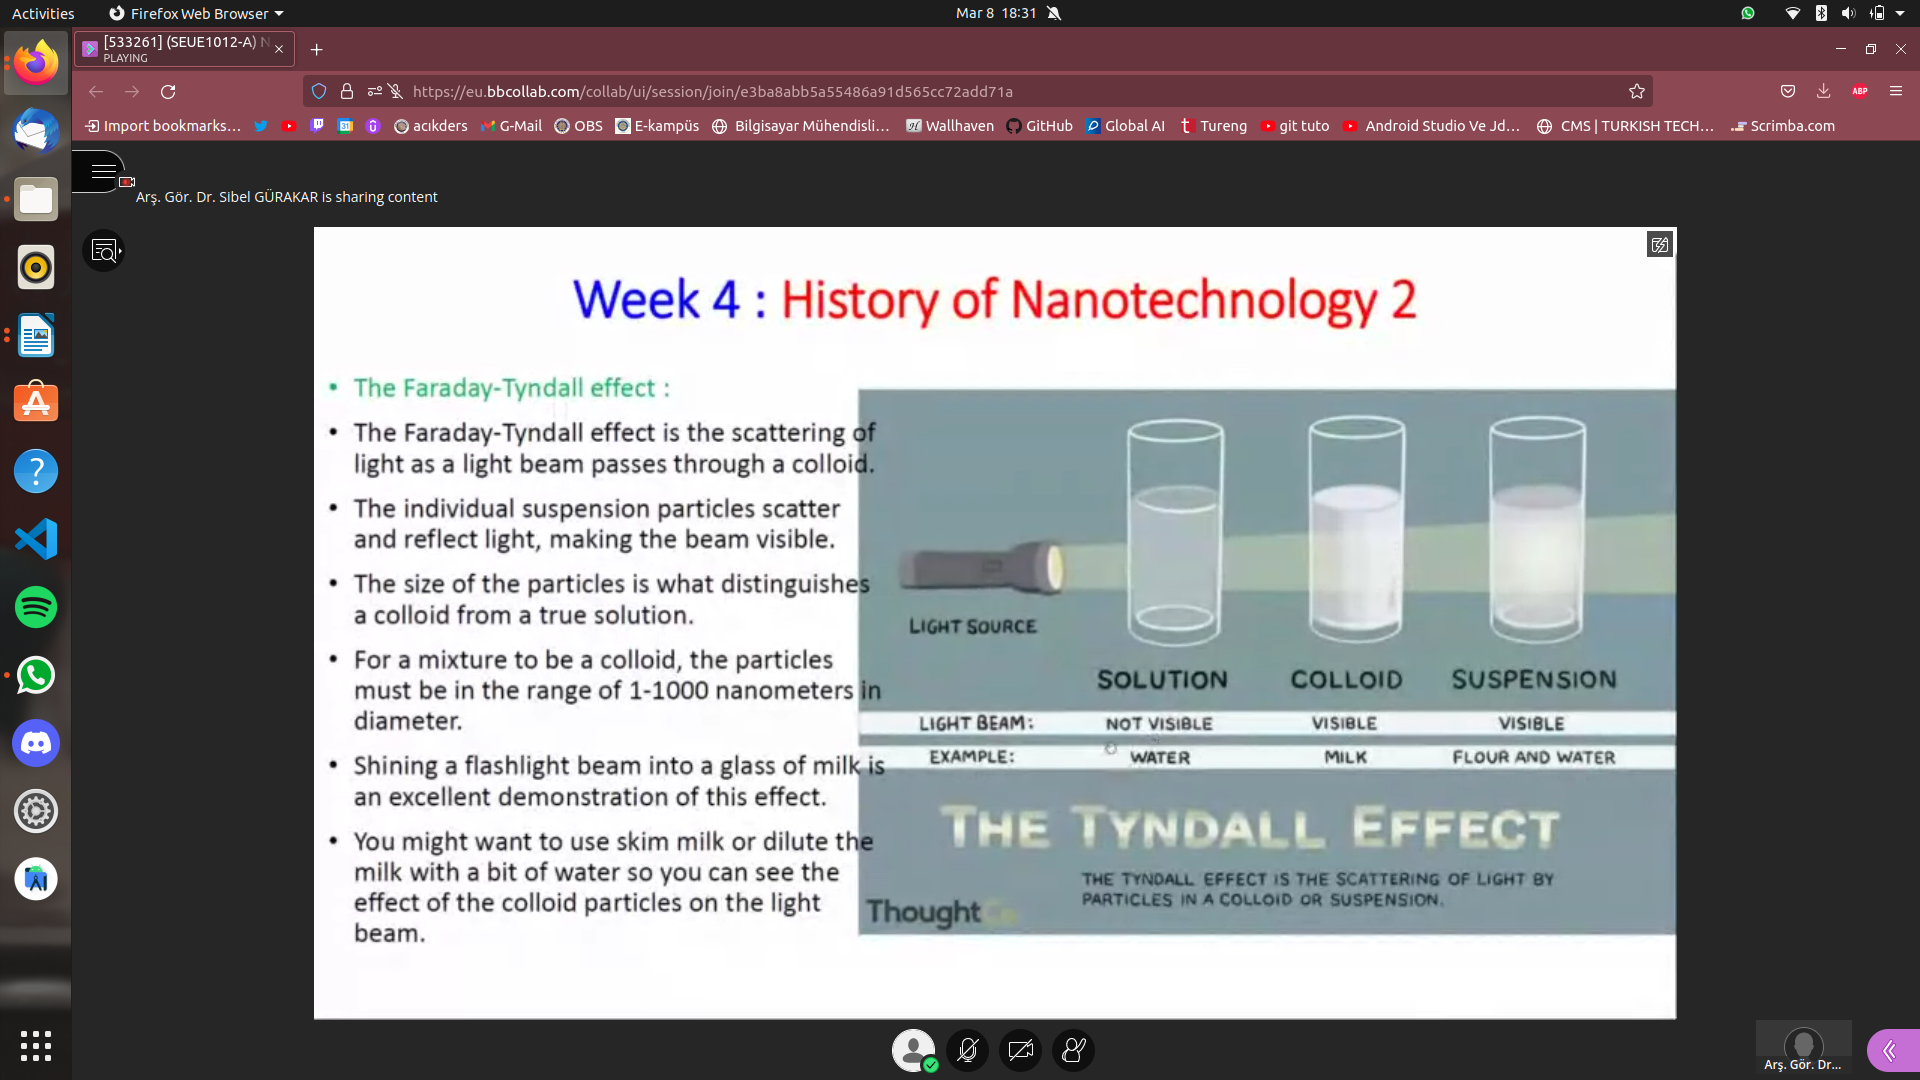 Activities
Firefox Web Browser
Mar 8 18:31
[533261] (SEUE1012-A) N
PLAYING
https://eu.bbcollab.com/collab/ui/session/join/e3ba8abb5a55486a91d565cc72add71a
ABP
Import bookmarks…
31
acıkders
G-Mail
OBS
E-kampüs
Bilgisayar Mühendisli…
Wallhaven
GitHub
Global AI
Tureng
git tuto
Android Studio Ve Jd…
CMS | TURKISH TECH…
Scrimba.com
Arş. Gör. Dr. Sibel GÜRAKAR is sharing content
Week 4 : History of Nanotechnology 2
• The Faraday-Tyndall effect :
• The Faraday-Tyndall effect is the scattering of
light as a light beam passes through a colloid.
• The individual suspension particles scatter
and reflect light, making the beam visible.
• The size of the particles is what distinguishes
a colloid from a true solution.
• For a mixture to be a colloid, the particles
must be in the range of 1-1000 nanometers in
diameter.
• Shining a flashlight beam into a glass of milk is
an excellent demonstration of this effect.
• You might want to use skim milk or dilute the
milk with a bit of water so you can see the
effect of the colloid particles on the light
beam.
LIGHT SOURCE
SOLUTION COLLOID SUSPENSION
LIGHT BEAM: NOT VISIBLE VISIBLE VISIBLE
EXAMPLE: WATER MILK FLOUR AND WATER
THE TYNDALL EFFECT
THE TYNDALL EFFECT IS THE SCATTERING OF LIGHT BY
PARTICLES IN A COLLOID OR SUSPENSION.
ThoughtCo
Arş. Gör. Dr…